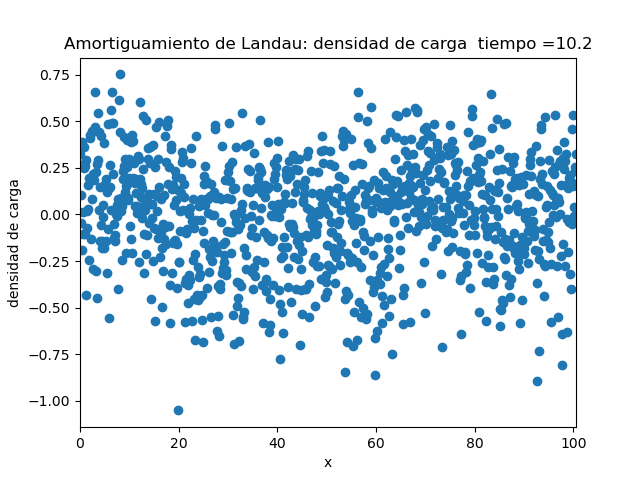 Amortiguamiento de Landau: densidad de carga  tiempo =10.2
densidad de carga
0.75
0.50
0.25
0.00
−0.25
−0.50
−0.75
−1.00
0 20 40 60 80 100
x